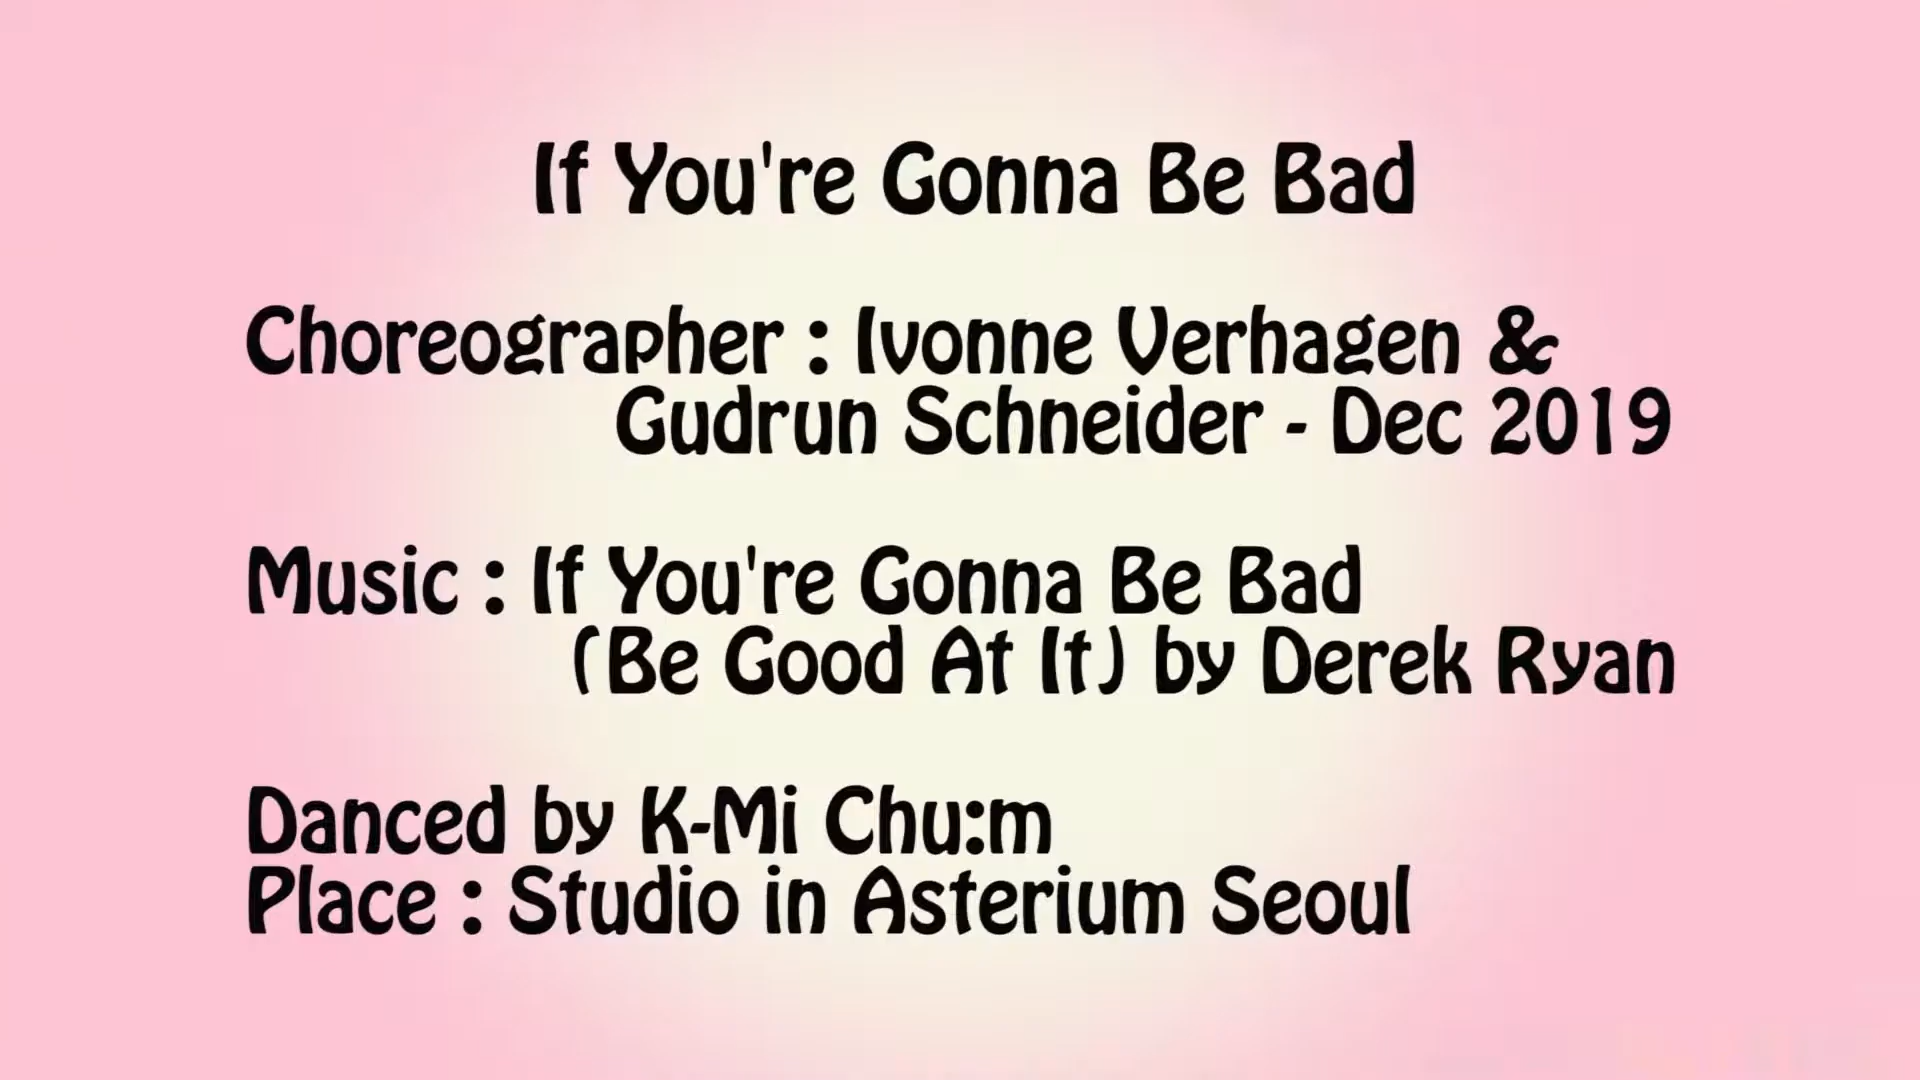 If You're Gonna Be Bad
Choreographer : Ivonne Verhagen &
Gudrun Schneider - Dec 2019
Music : If You're Gonna Be Bad
(Be Good At It) by Derek Ryan
Danced by K-Mi Chu:m
Place : Studio in Asterium Seoul